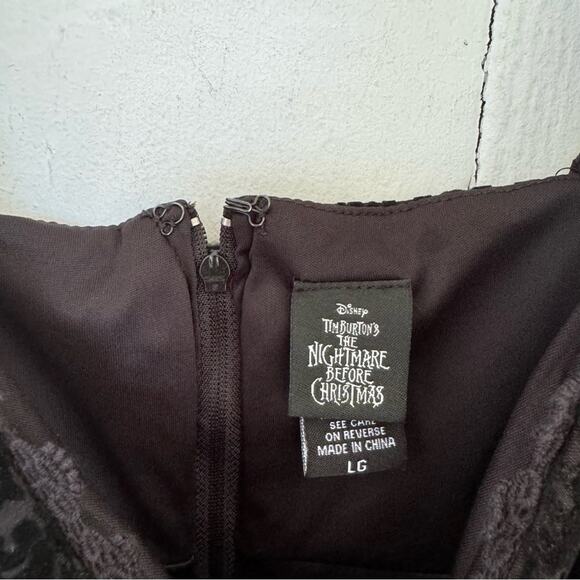 Disney
TIM BURTON'S
THE
NIGHTMARE
BEFORE
CHRISTMAS
SEE CARE
ON REVERSE
MADE IN CHINA
LG